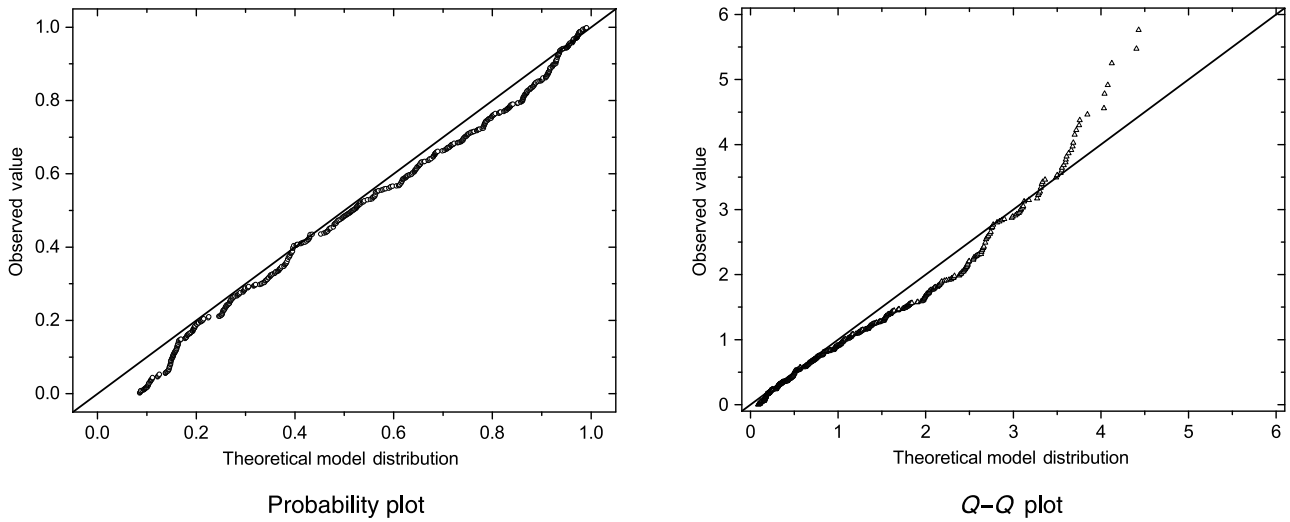 1.0
0.8
0.6
0.4
0.2
0.0
Observed value
0.0 0.2 0.4 0.6 0.8 1.0
Theoretical model distribution
Probability plot
6
5
4
3
2
1
0
Observed value
0 1 2 3 4 5 6
Theoretical model distribution
Q–Q plot